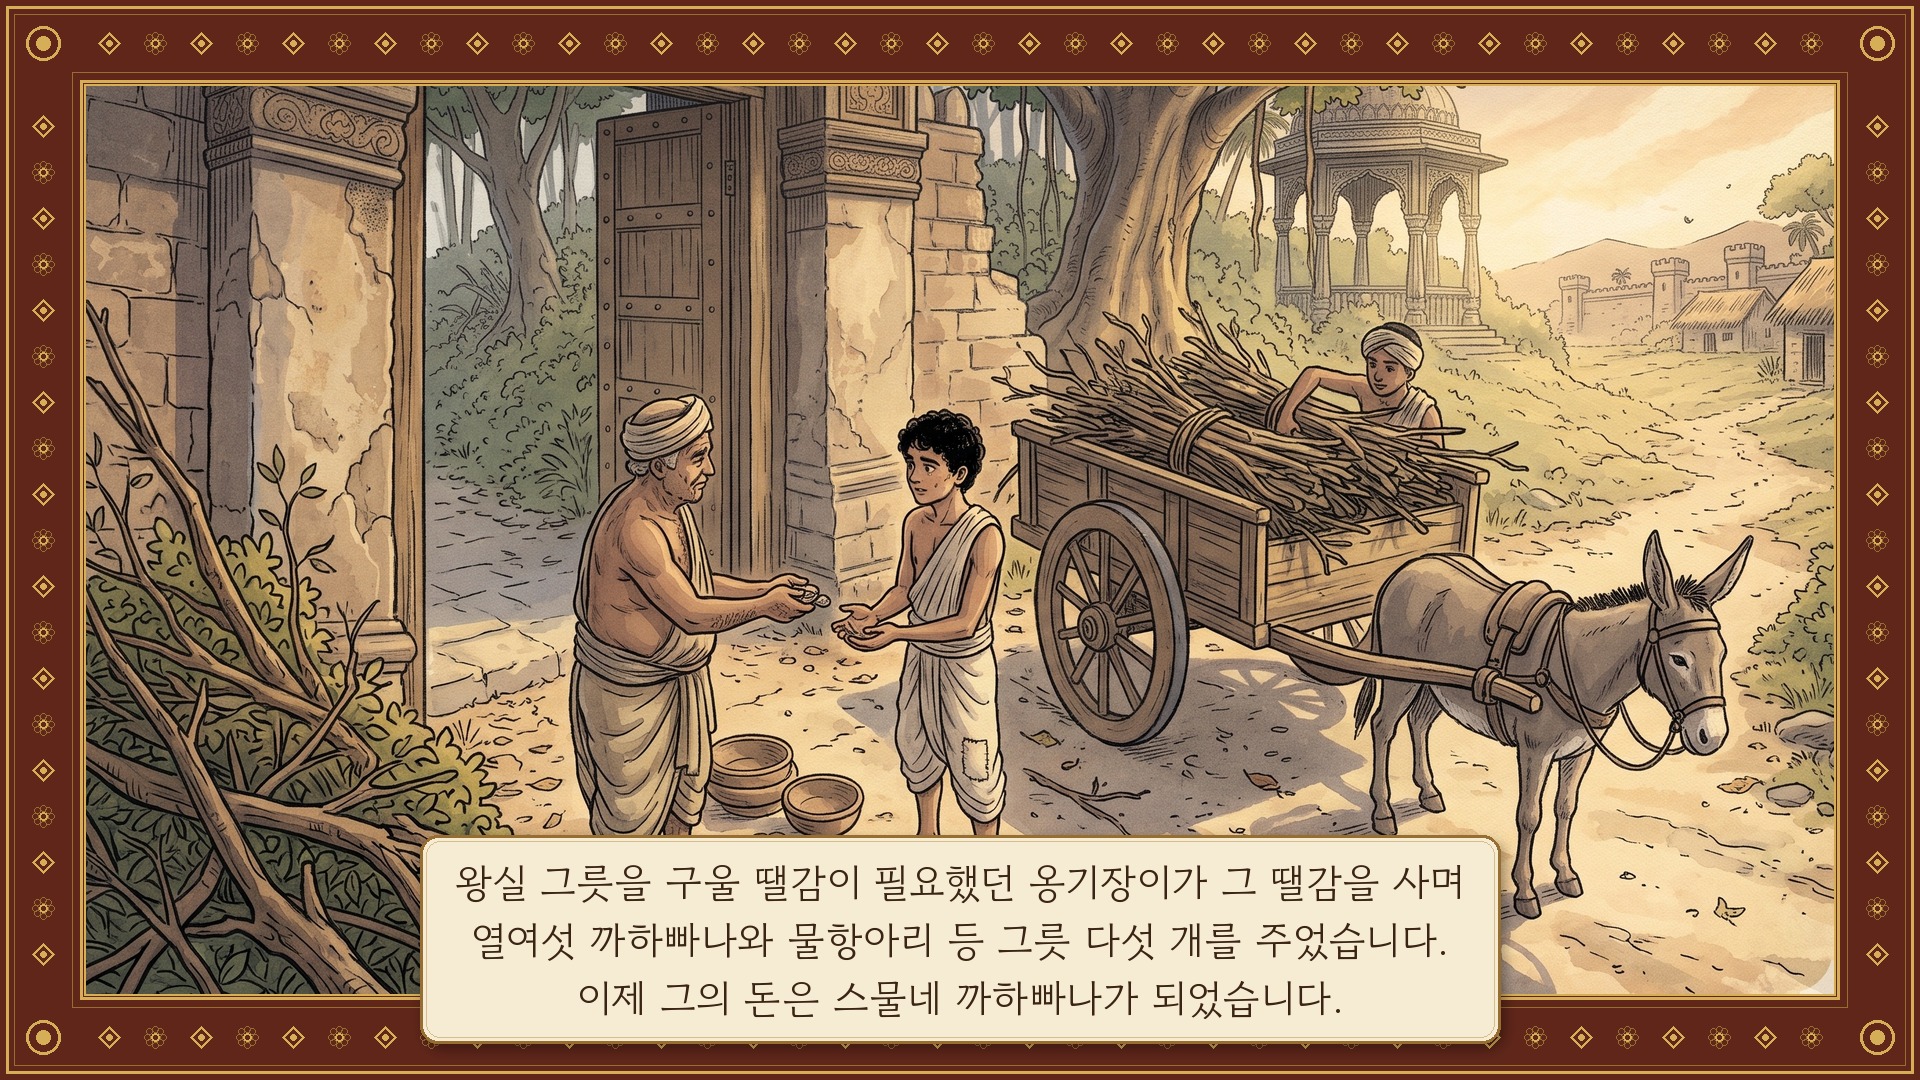 왕실 그릇을 구울 땔감이 필요했던 옹기장이가 그 땔감을 사며
열여섯 까하빠나와 물항아리 등 그릇 다섯 개를 주었습니다.
이제 그의 돈은 스물네 까하빠나가 되었습니다.